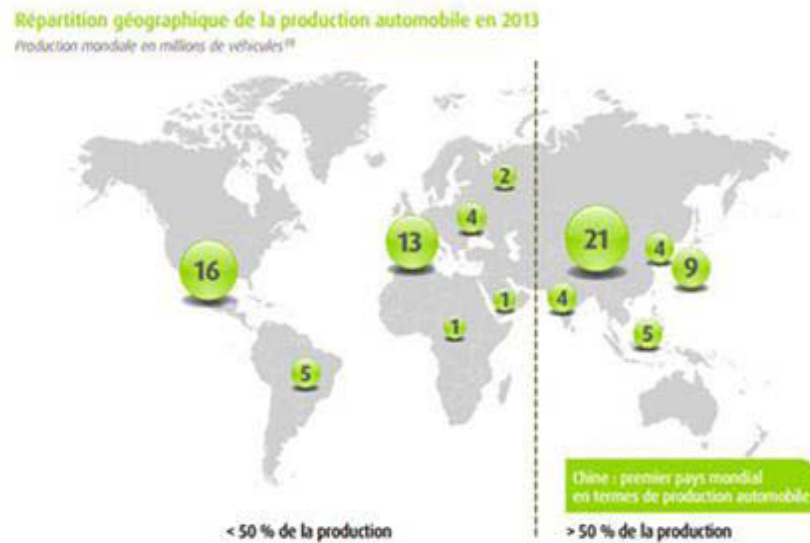 Répartition géographique de la production automobile en 2013
Production mondiale en millions de véhicules
2
4
13
21
4
9
16
1
4
1
5
5
Chine : premier pays mondial
en termes de production automobile
< 50 % de la production
> 50 % de la production